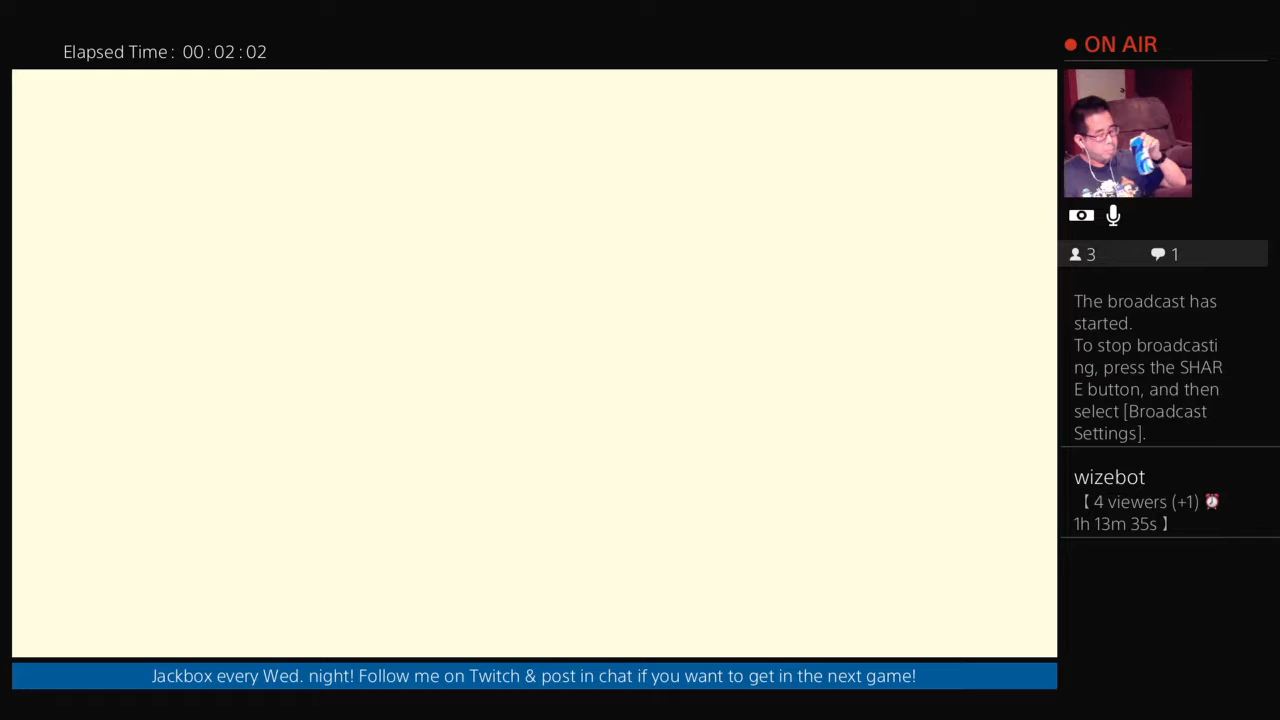 Elapsed Time: 00:02:02
ON AIR
3
1
The broadcast has
started.
To stop broadcasti
ng, press the SHAR
E button, and then
select [Broadcast
Settings].
wizebot
【 4 viewers (+1) ⏰
1h 13m 35s 】
Jackbox every Wed. night! Follow me on Twitch & post in chat if you want to get in the next game!